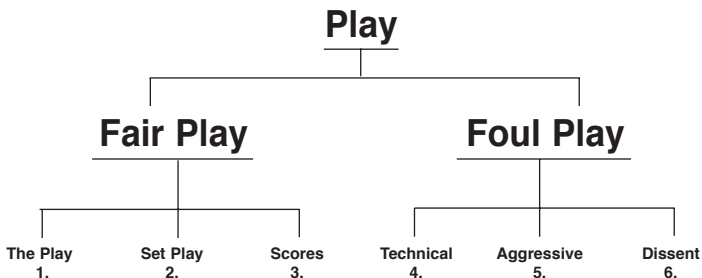 Play
Fair Play
Foul Play
The Play
1.
Set Play
2.
Scores
3.
Technical
4.
Aggressive
5.
Dissent
6.